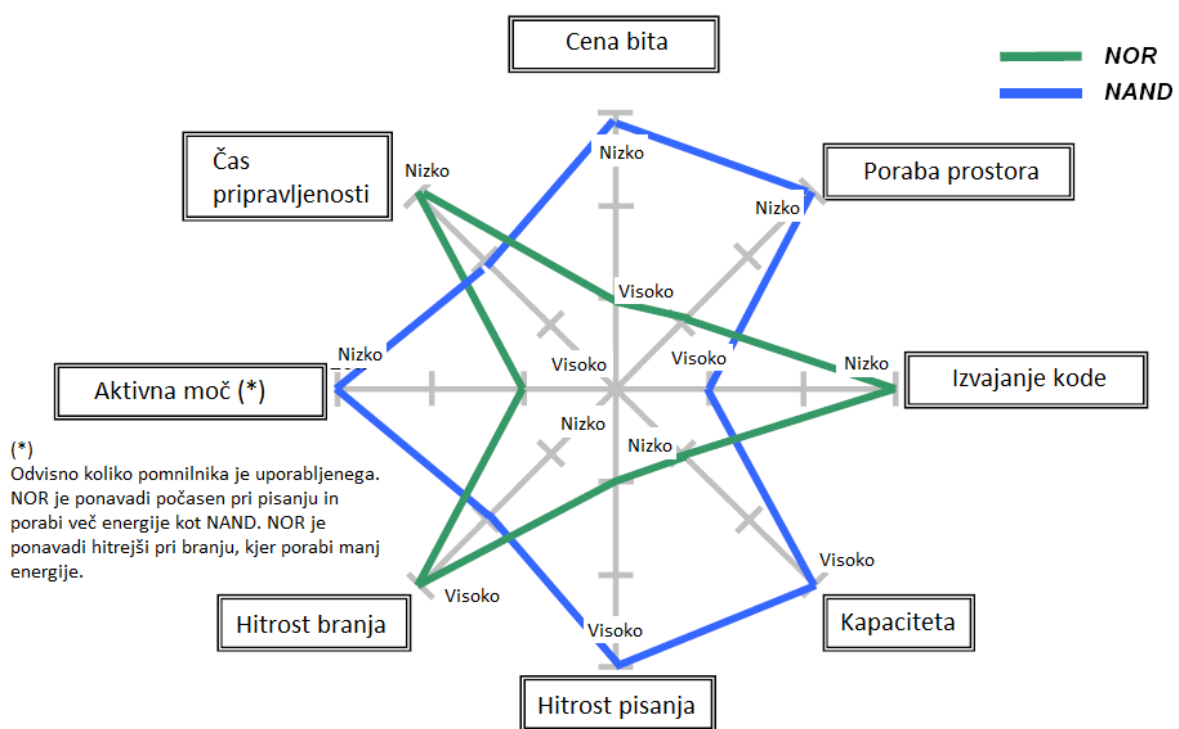 Cena bita
NOR
NAND
Čas
pripravljenosti
Nizko
Nizko
Poraba prostora
Nizko
Visoko
Nizko
Visoko
Visoko
Nizko
Aktivna moč (*)
Izvajanje kode
Nizko
Nizko
(*)
Odvisno koliko pomnilnika je uporabljenega.
NOR je ponavadi počasen pri pisanju in
porabi več energije kot NAND. NOR je
ponavadi hitrejši pri branju, kjer porabi manj
energije.
Visoko
Visoko
Visoko
Hitrost branja
Kapaciteta
Hitrost pisanja